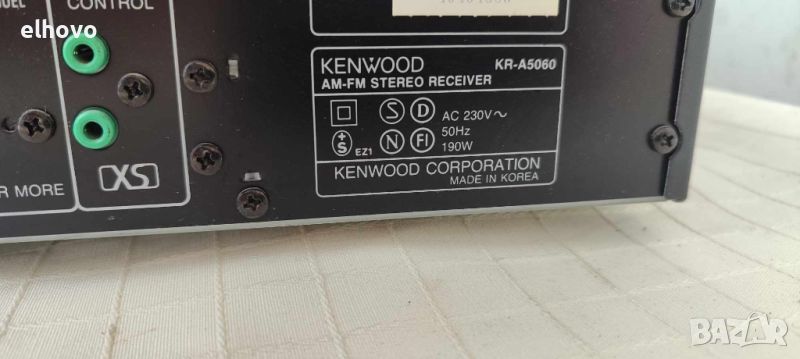 elhovo
CONTROL
XS
R MORE
KENWOOD KR-A5060
AM-FM STEREO RECEIVER
S D AC 230V~
50Hz
S EZ1 N FI 190W
KENWOOD CORPORATION
MADE IN KOREA
BAZAR